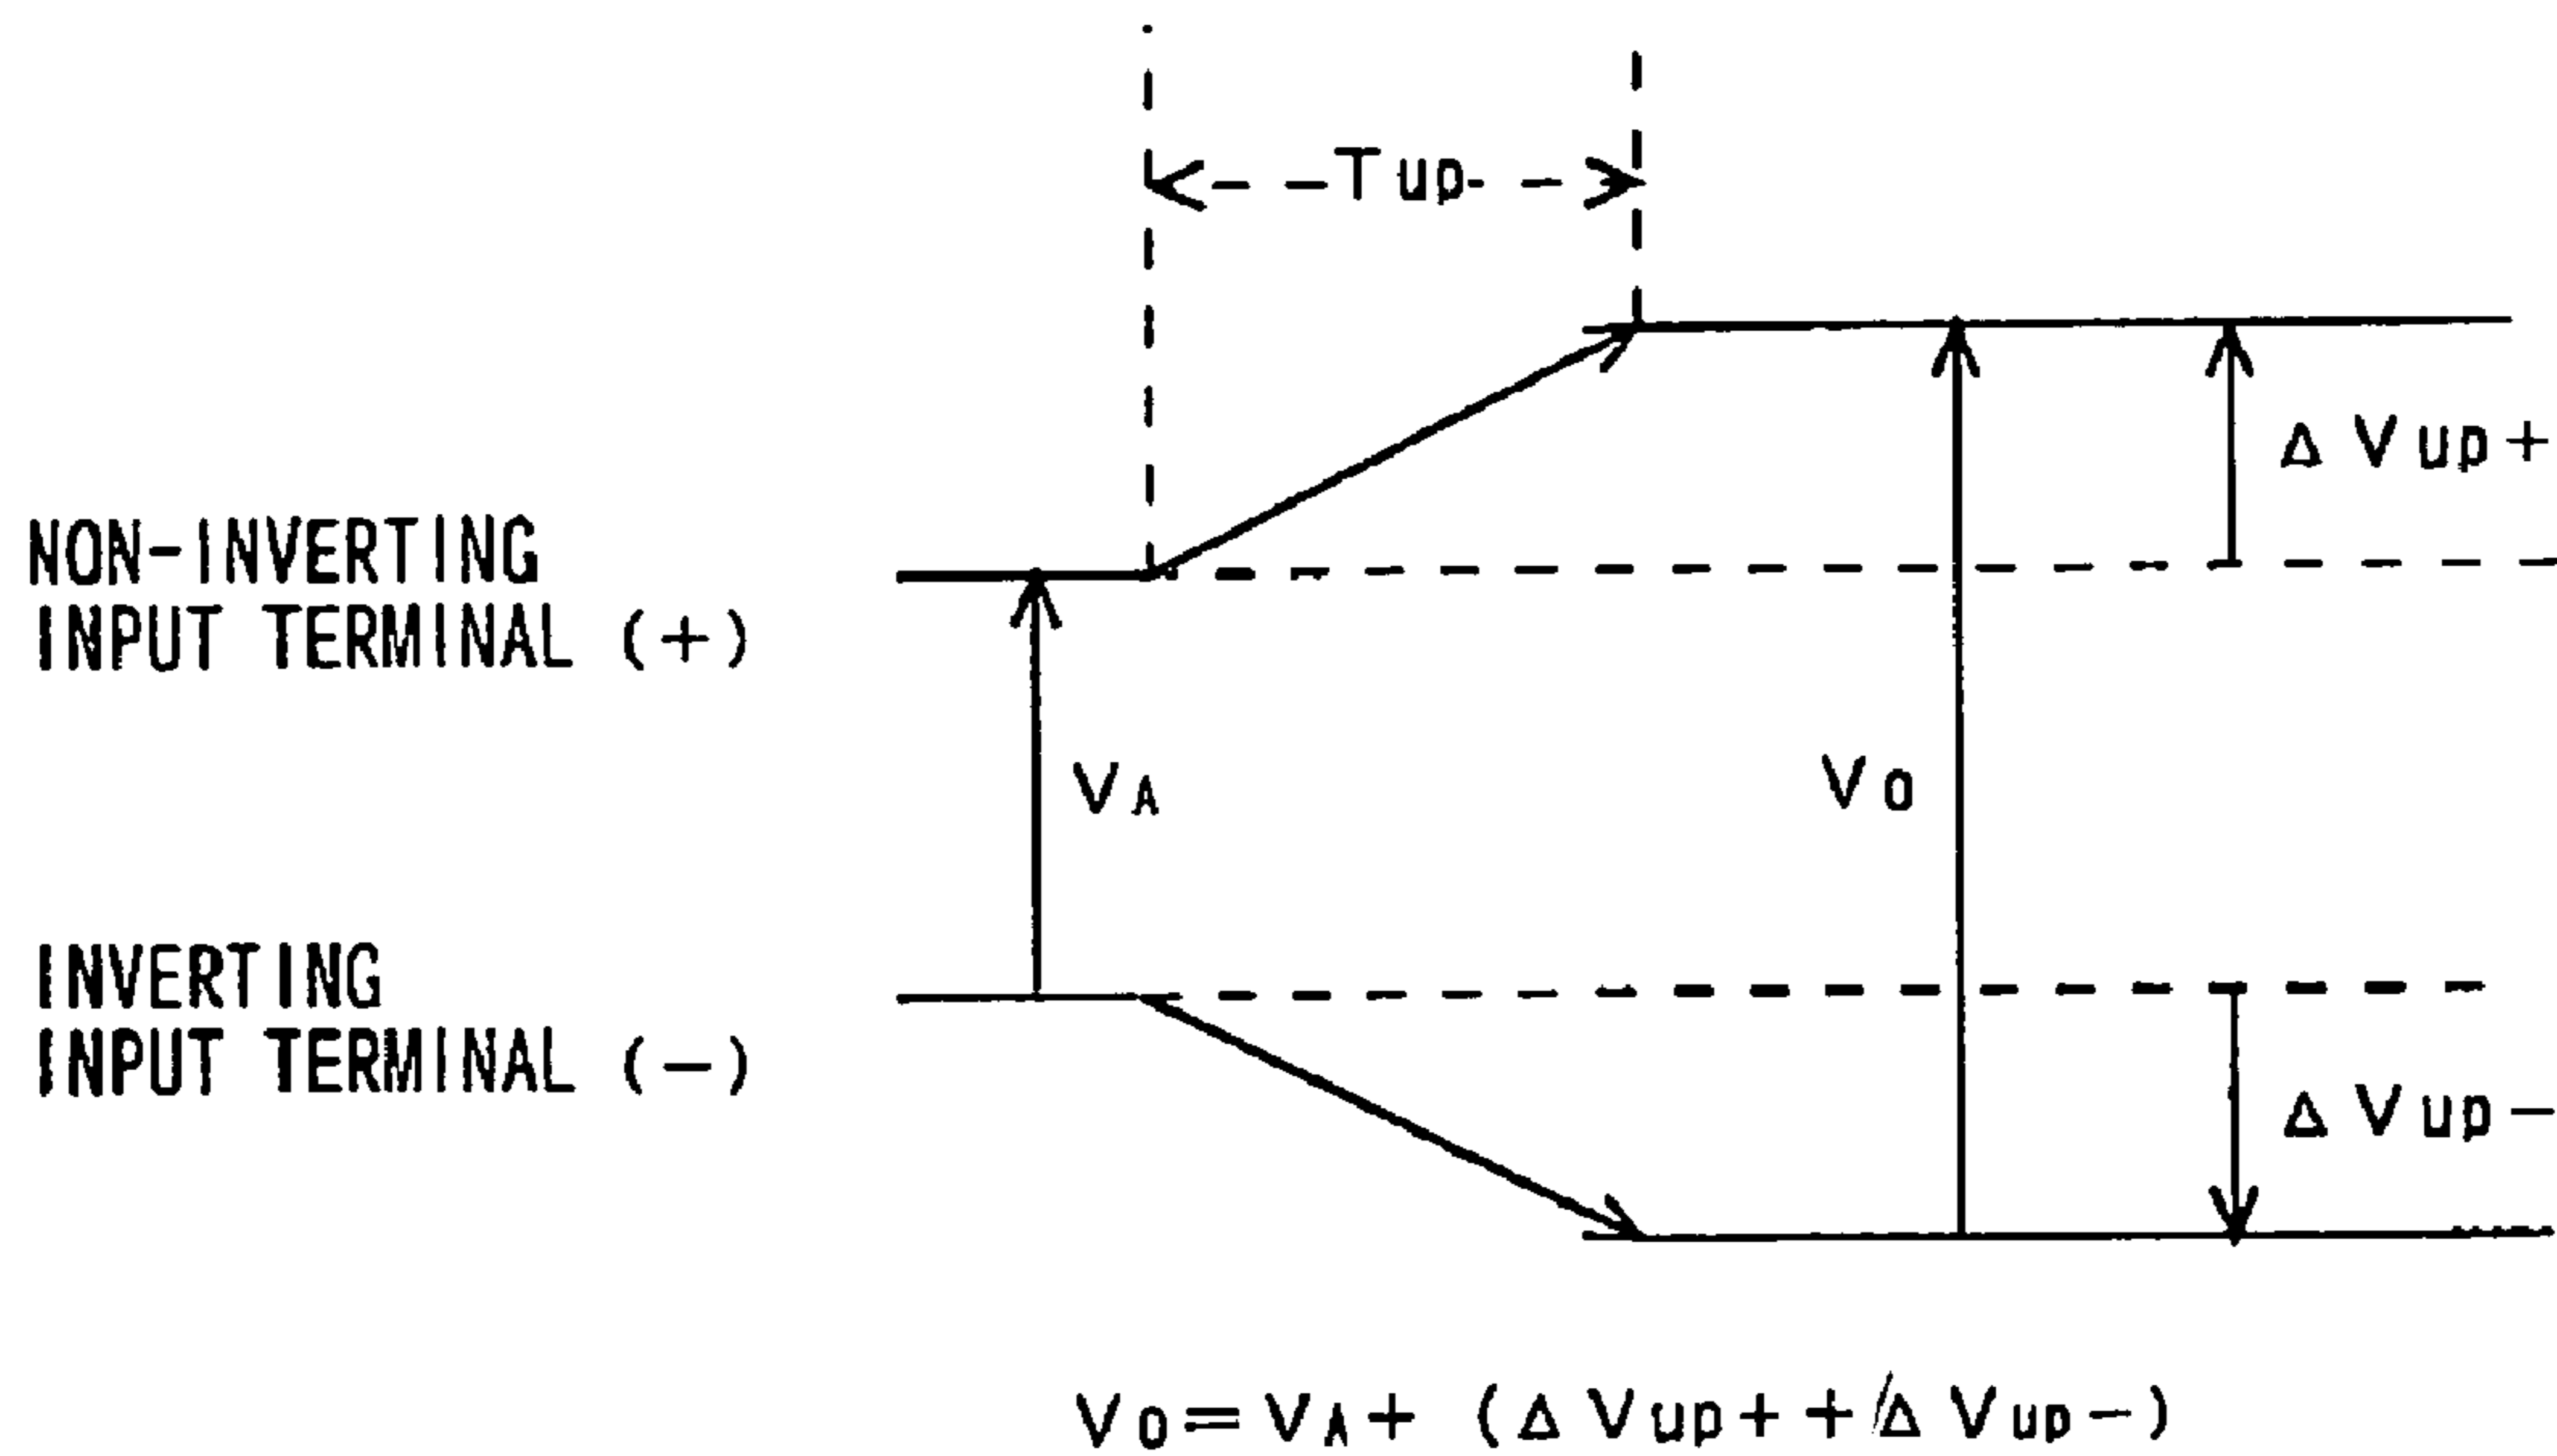 Tup
ΔVup+
NON-INVERTING
INPUT TERMINAL (+)
VA
Vo
INVERTING
INPUT TERMINAL (-)
ΔVup-
Vo=VA+ (ΔVup+ +ΔVup-)